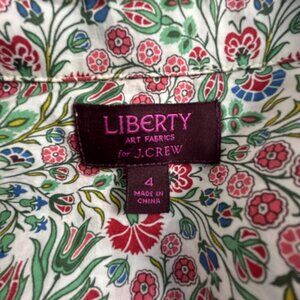 LIBERTY
ART FABRICS
for J.CREW
4
MADE IN
CHINA